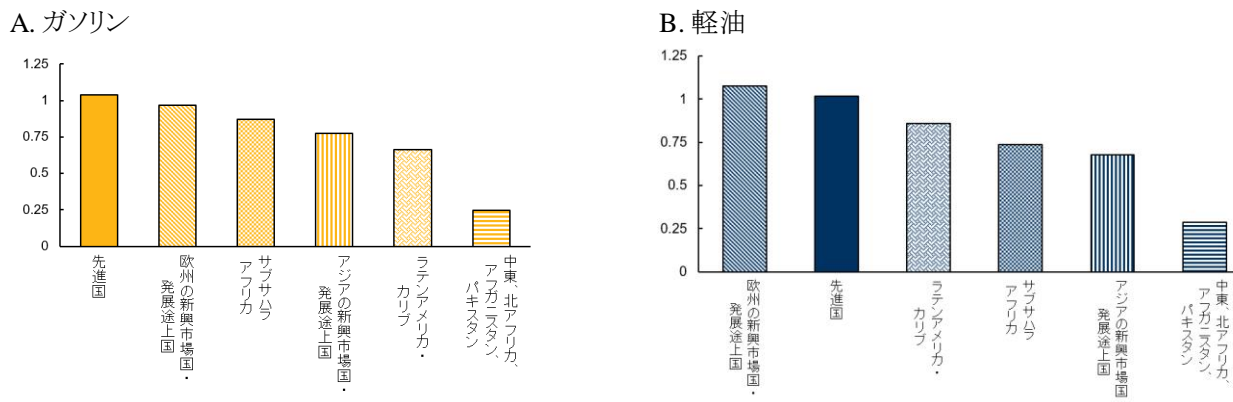 A. ガソリン
1.25
1
0.75
0.5
0.25
0
先進国
欧州の新興市場国・
発展途上国
サブサハラ
アフリカ
アジアの新興市場国・
発展途上国
ラテンアメリカ・
カリブ
中東、北アフリカ、
アフガニスタン、
パキスタン
B. 軽油
1.25
1
0.75
0.5
0.25
0
欧州の新興市場国・
発展途上国
先進国
ラテンアメリカ・
カリブ
サブサハラ
アフリカ
アジアの新興市場国
発展途上国
中東、北アフリカ、
アフガニスタン、
パキスタン